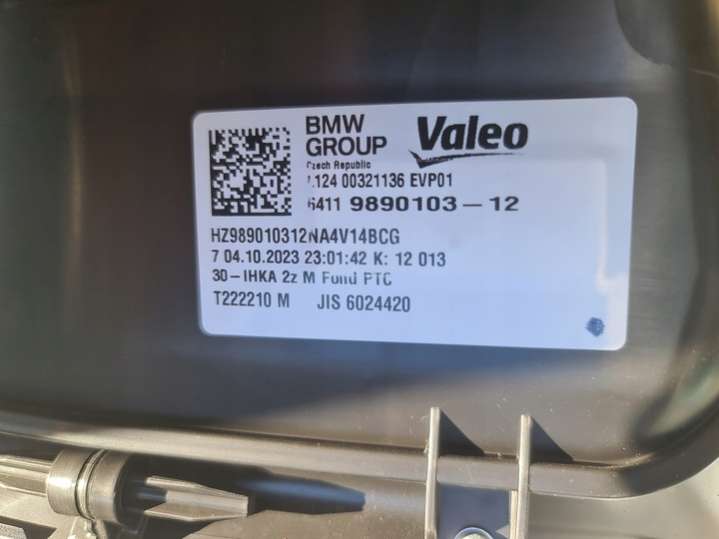 BMW
GROUP
Valeo
Czech Republic
00321136 EVP01
6411 9890103-12
HZ989010312NA4V14BCG
7 04.10.2023 23:01:42 K: 12 013
30-IHKA 2z M Fond PTC
T222210 M JIS 6024420